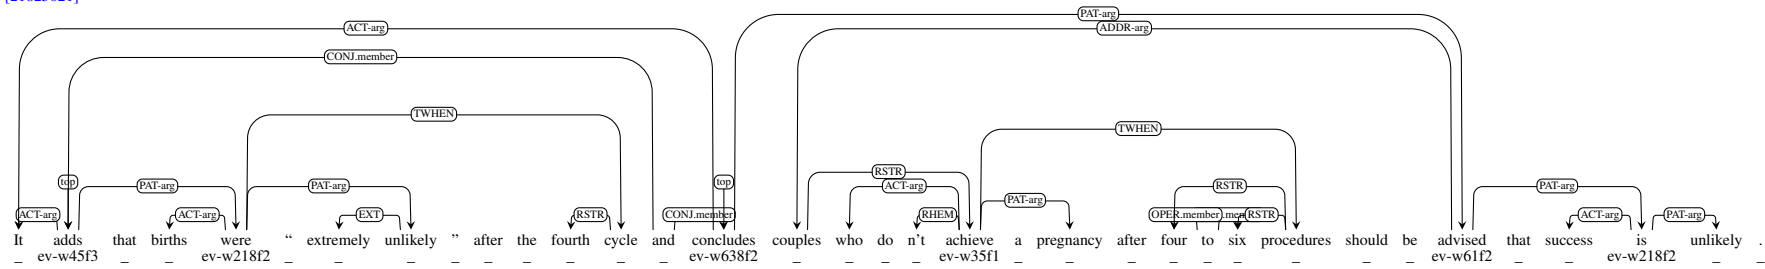 [21825021]
PAT-arg
ACT-arg ADDR-arg
CONJ.member
TWHEN
TWHEN
RSTR
top PAT-arg PAT-arg top ACT-arg RSTR PAT-arg
PAT-arg
ACT-arg ACT-arg EXT RSTR CONJ.member RHEM OPER.member RSTR ACT-arg PAT-arg
It adds that births were “ extremely unlikely ” after the fourth cycle and concludes couples who do n't achieve a pregnancy after four to six procedures should be advised that success is unlikely .
_ ev-w45f3 _ _ ev-w218f2 _ _ _ _ _ _ _ _ _ ev-w638f2 _ _ _ _ ev-w35f1 _ _ _ _ _ _ _ _ _ ev-w61f2 _ _ ev-w218f2 _ _